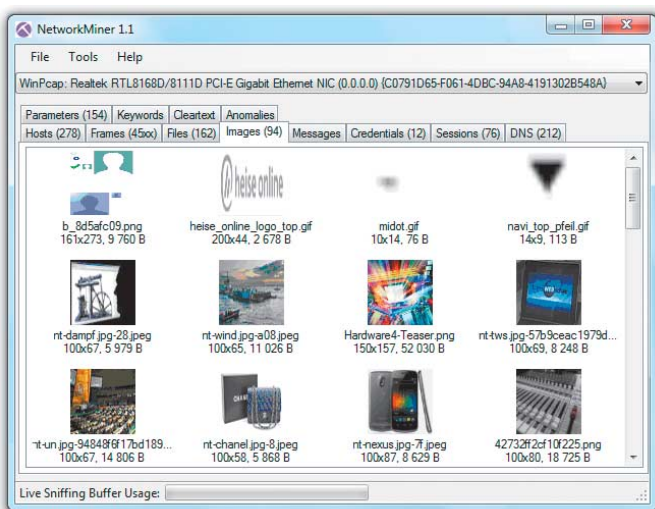 NetworkMiner 1.1
File Tools Help
WinPcap: Realtek RTL8168D/8111D PCI-E Gigabit Ethernet NIC (0.0.0.0) {C0791D65-F061-4DBC-94A8-4191302B548A}
Parameters (154) Keywords Cleartext Anomalies
Hosts (278) Frames (45xx) Files (162) Images (94) Messages Credentials (12) Sessions (76) DNS (212)
heise online
b_8d5afc09.png heise_online_logo_top.gif midot.gif navi_top_pfeil.gif
161x273, 9 760 B 200x44, 2 678 B 10x14, 76 B 14x9, 113 B
nt-dampf.jpg-28.jpeg nt-wind.jpg-a08.jpeg Hardware4-Teaser.png nt-tws.jpg-57b9ceac1979d...
100x67, 5 979 B 100x65, 11 026 B 150x157, 52 030 B 100x69, 8 248 B
nt-un.jpg-94848f6f17bd189... nt-chanel.jpg-8.jpeg nt-nexus.jpg-7f.jpeg 42732ff2cf10f225.png
100x67, 14 806 B 100x58, 5 868 B 100x87, 8 629 B 100x80, 18 725 B
Live Sniffing Buffer Usage: